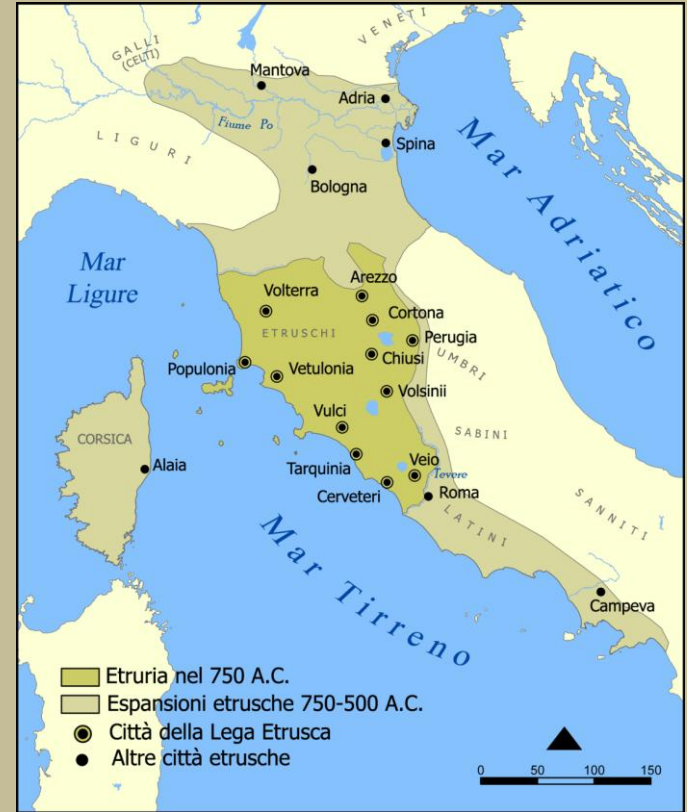 GALLI
(CELTI)
VENETI
Mantova
Adria
Fiume Po
LIGURI
Spina
Bologna
Mar Adriatico
Mar
Ligure
Arezzo
Volterra
Cortona
ETRUSCHI
Perugia
UMBRI
Populonia
Vetulonia
Chiusi
Volsinii
Vulci
SABINI
CORSICA
Alaia
Tarquinia
Veio
Tevere
Cerveteri
Roma
SANNITI
LATINI
Mar Tirreno
Campeva
Etruria nel 750 A.C.
Espansioni etrusche 750-500 A.C.
Città della Lega Etrusca
Altre città etrusche
0 50 100 150